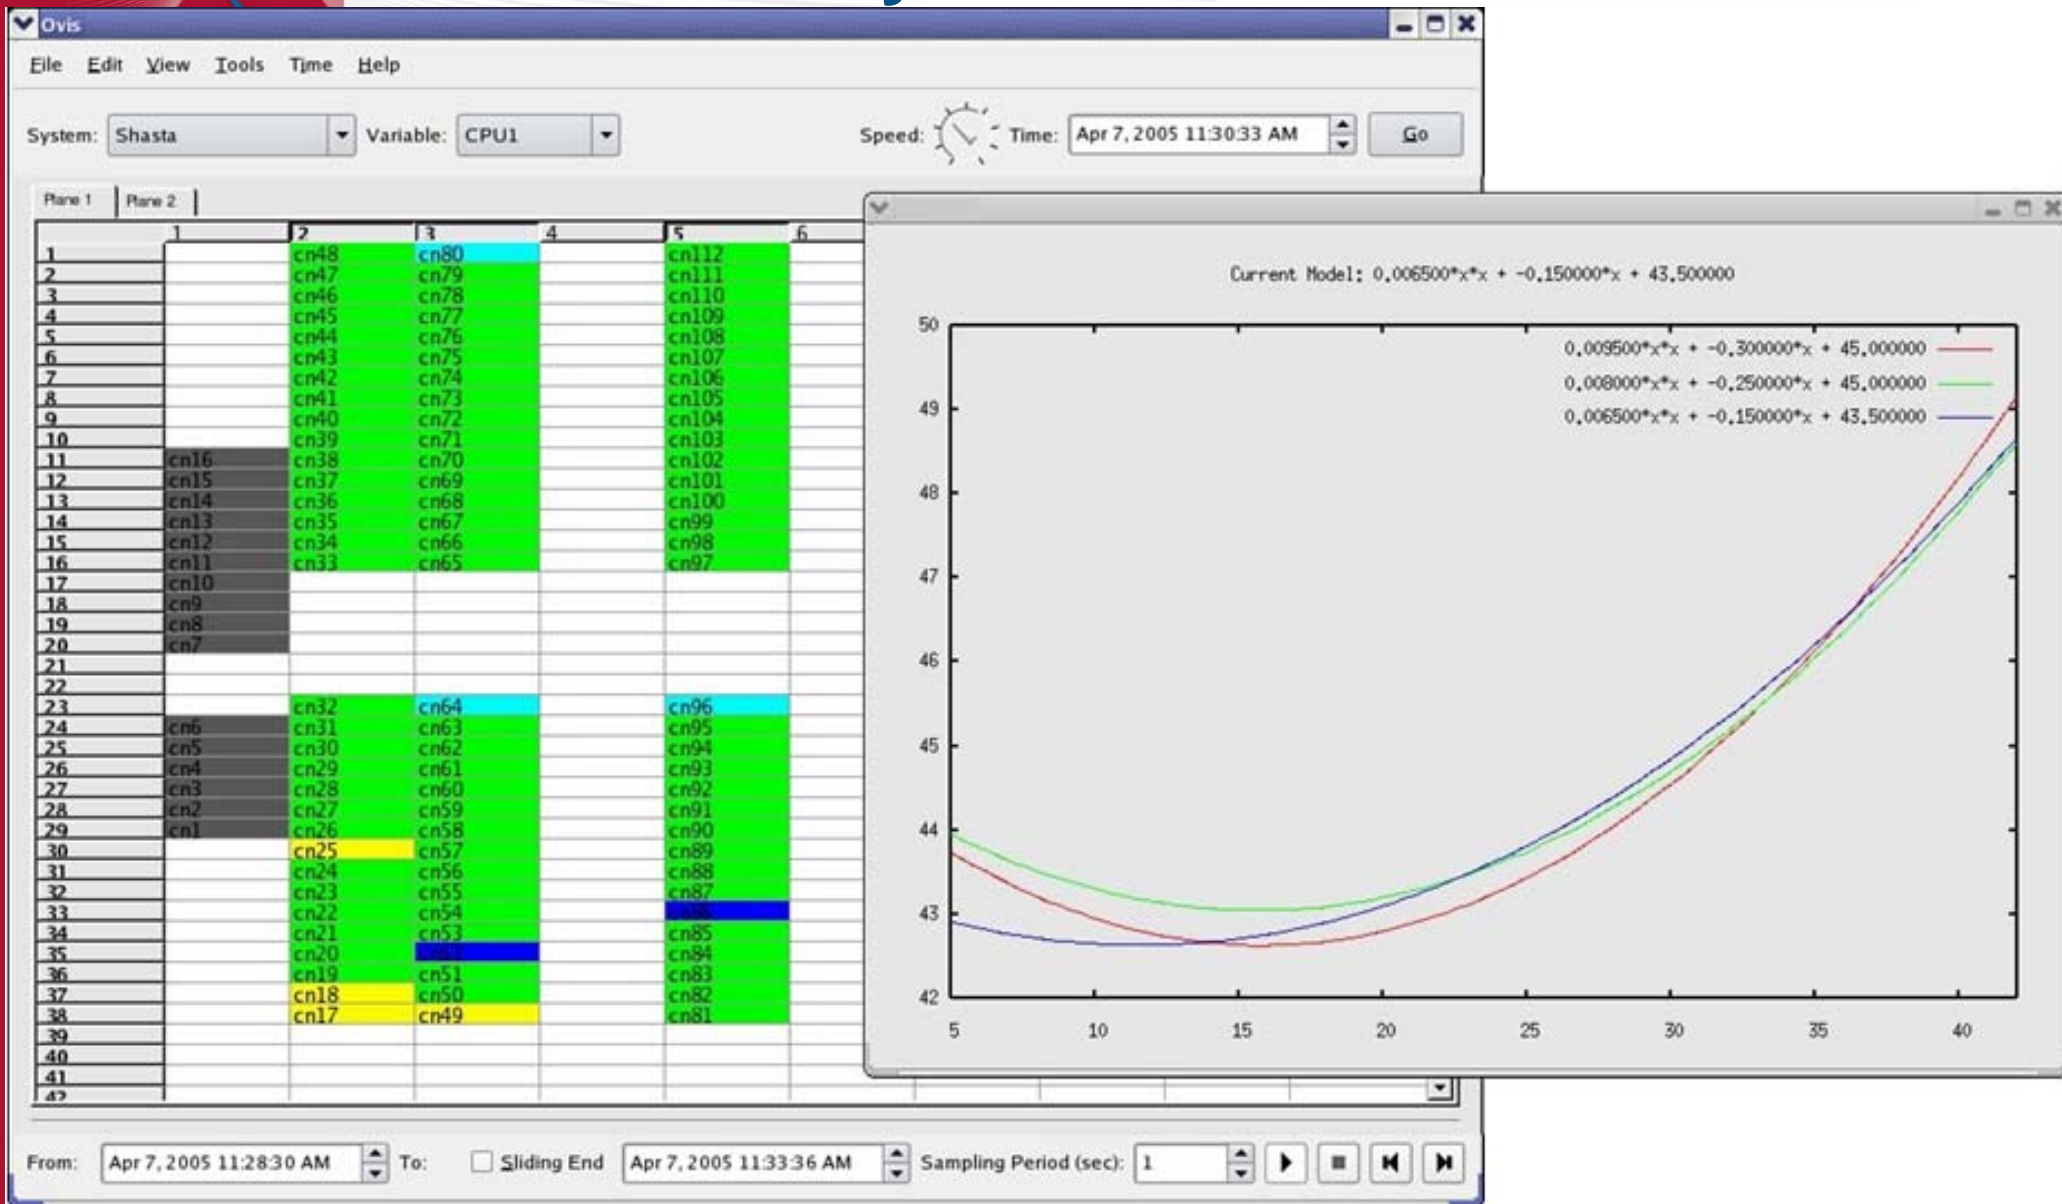 Ovis
File Edit View Tools Time Help
System: Shasta Variable: CPU1 Speed: Time: Apr 7, 2005 11:30:33 AM Go
Plane 1 Plane 2
1 2 3 4 5 6
1 cn48 cn80 cn112
2 cn47 cn79 cn111
3 cn46 cn78 cn110
4 cn45 cn77 cn109
5 cn44 cn76 cn108
6 cn43 cn75 cn107
7 cn42 cn74 cn106
8 cn41 cn73 cn105
9 cn40 cn72 cn104
10 cn39 cn71 cn103
11 cn16 cn38 cn70 cn102
12 cn15 cn37 cn69 cn101
13 cn14 cn36 cn68 cn100
14 cn13 cn35 cn67 cn99
15 cn12 cn34 cn66 cn98
16 cn11 cn33 cn65 cn97
17 cn10
18 cn9
19 cn8
20 cn7
21
22
23 cn32 cn64 cn96
24 cn6 cn31 cn63 cn95
25 cn5 cn30 cn62 cn94
26 cn4 cn29 cn61 cn93
27 cn3 cn28 cn60 cn92
28 cn2 cn27 cn59 cn91
29 cn1 cn26 cn58 cn90
30 cn25 cn57 cn89
31 cn24 cn56 cn88
32 cn23 cn55 cn87
33 cn22 cn54
34 cn21 cn53 cn85
35 cn20 cn84
36 cn19 cn51 cn83
37 cn18 cn50 cn82
38 cn17 cn49 cn81
39
40
41
42
Current Model: 0.006500*x*x + -0.150000*x + 43.500000
0.009500*x*x + -0.300000*x + 45.000000
0.008000*x*x + -0.250000*x + 45.000000
0.006500*x*x + -0.150000*x + 43.500000
50
49
48
47
46
45
44
43
42
5 10 15 20 25 30 35 40
From: Apr 7, 2005 11:28:30 AM To: Sliding End Apr 7, 2005 11:33:36 AM Sampling Period (sec): 1